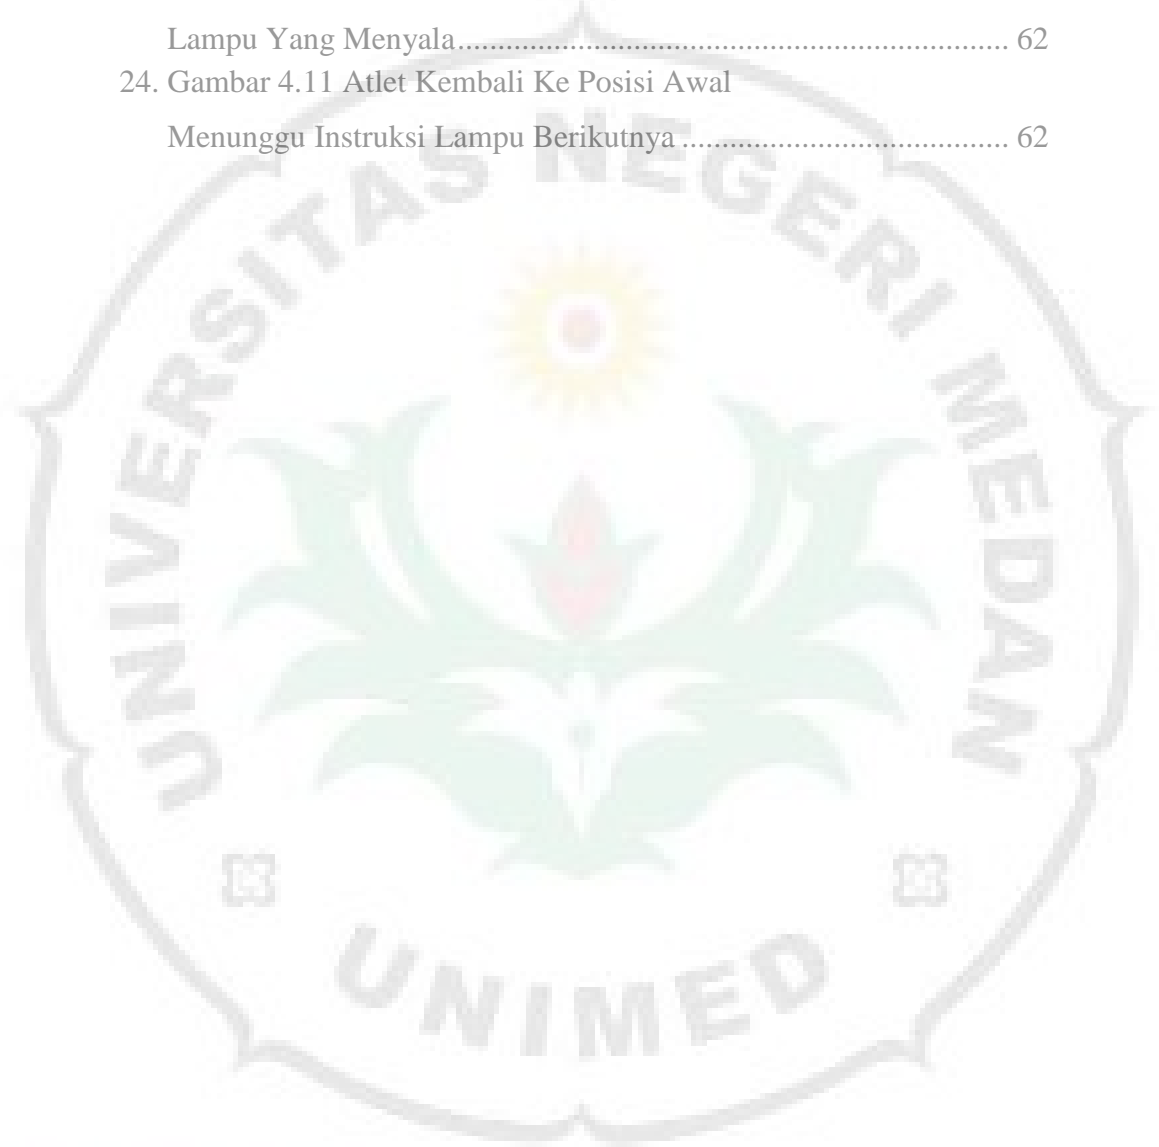 Lampu Yang Menyala.................................................................... 62
24. Gambar 4.11 Atlet Kembali Ke Posisi Awal
Menunggu Instruksi Lampu Berikutnya ........................................ 62
UNIVERSITAS NEGERI MEDAN
UNIMED